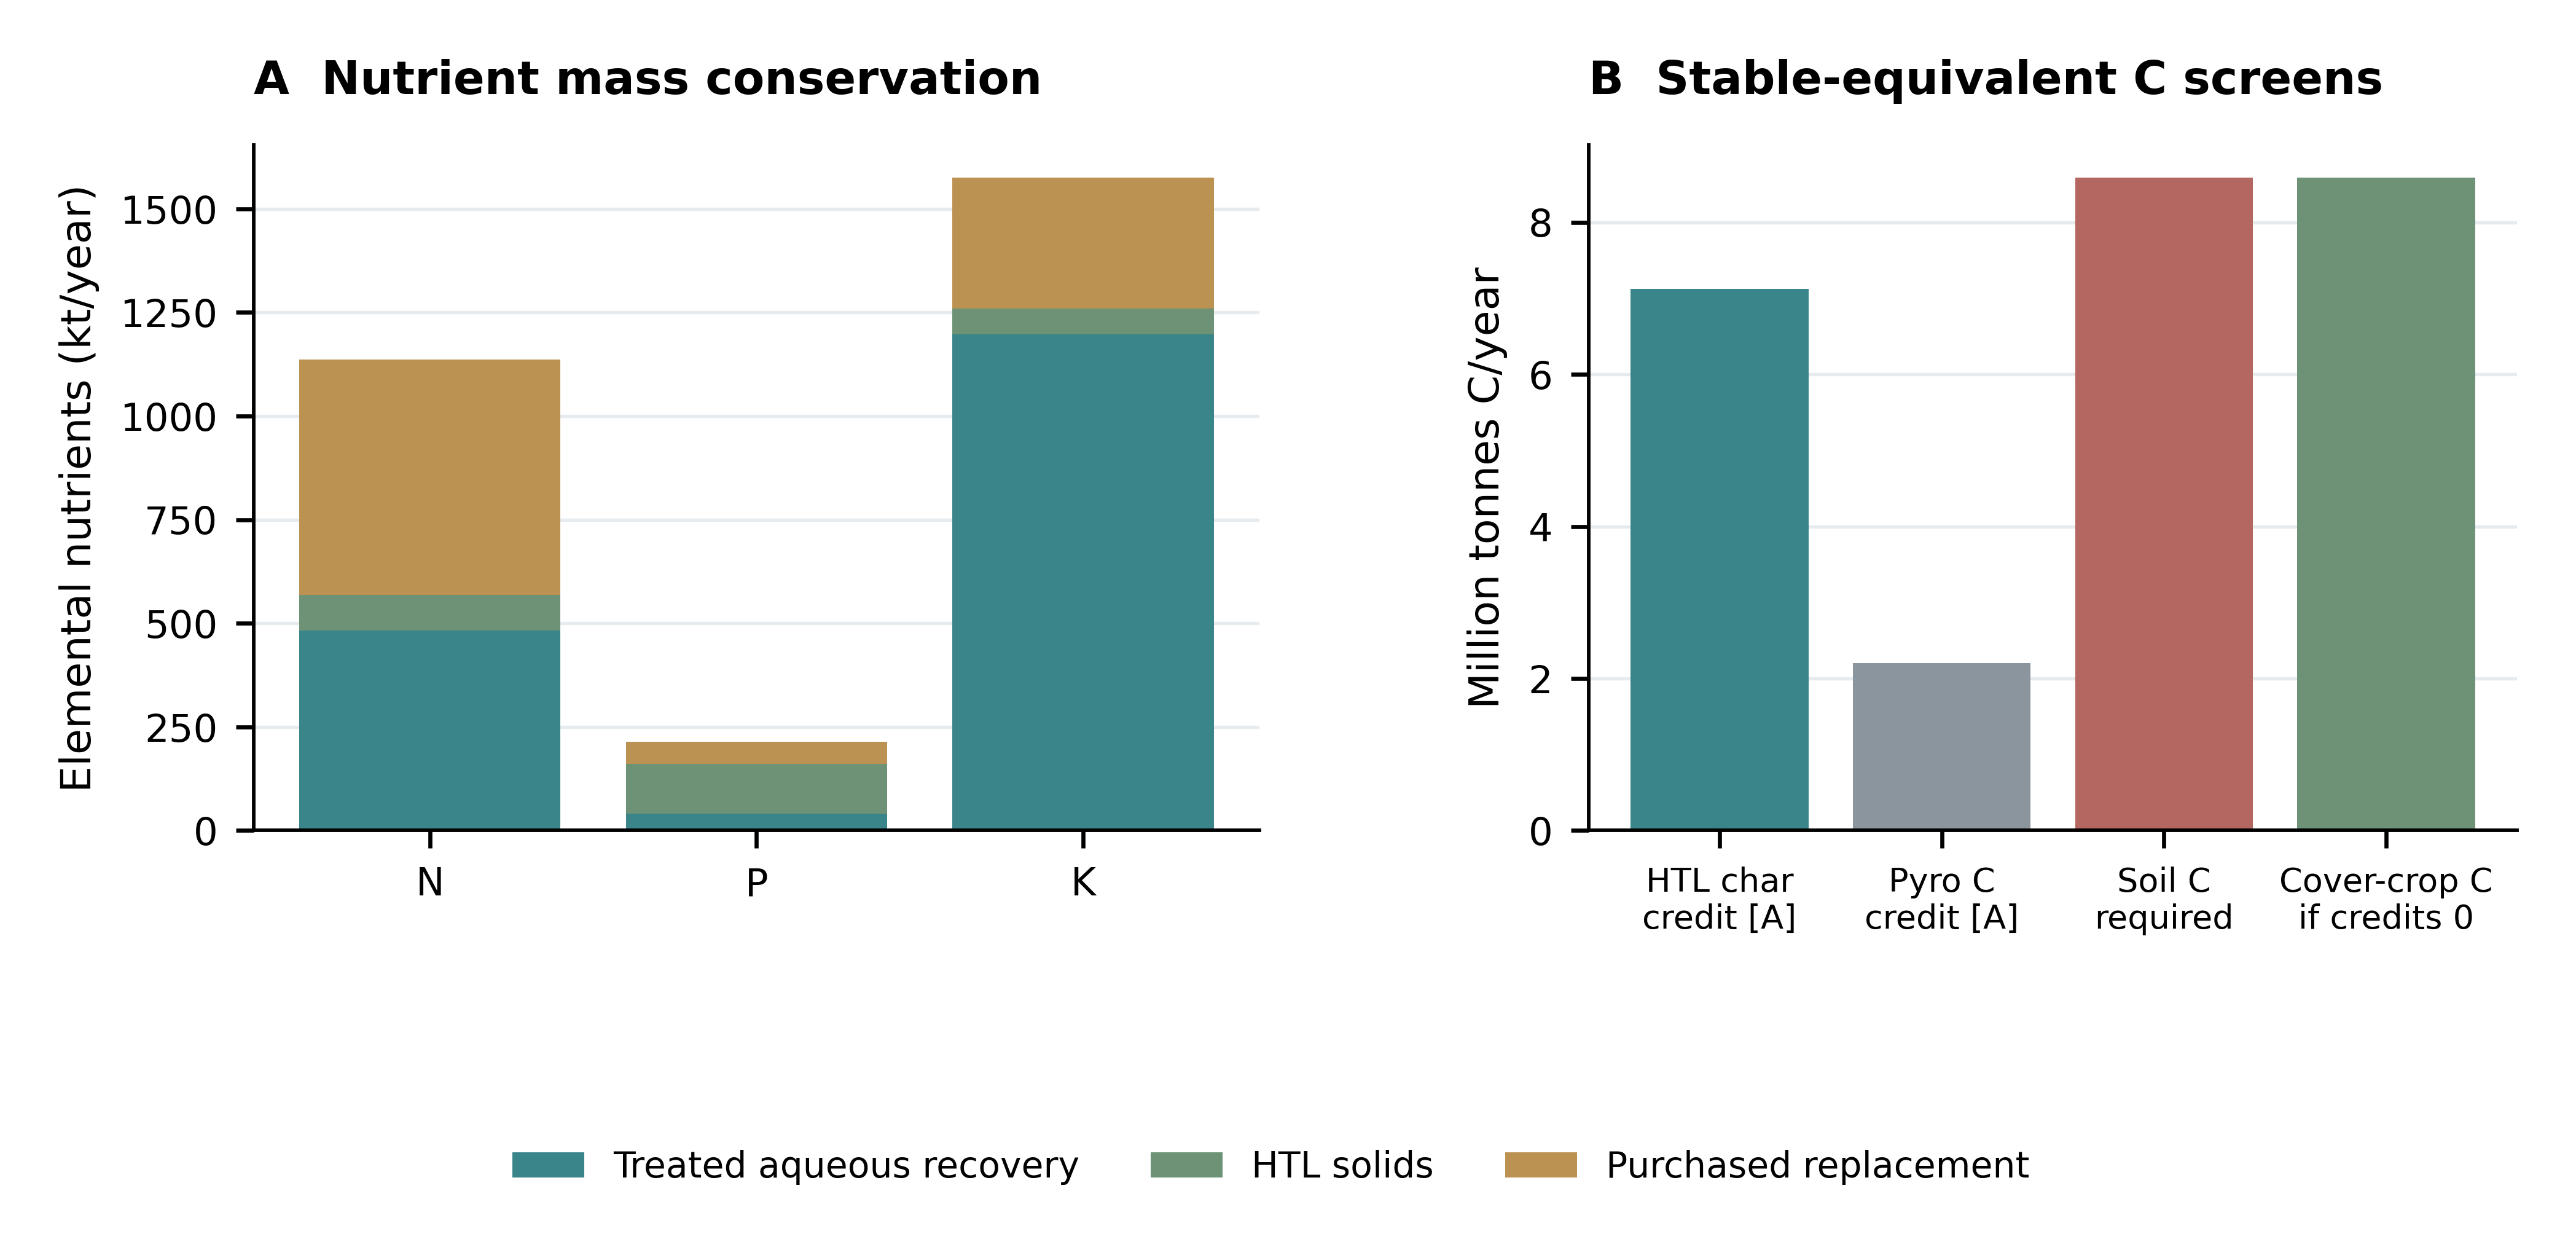 A  Nutrient mass conservation
Elemental nutrients (kt/year)
1500
1250
1000
750
500
250
0
N
P
K
B  Stable-equivalent C screens
Million tonnes C/year
8
6
4
2
0
HTL char
credit [A]
Pyro C
credit [A]
Soil C
required
Cover-crop C
if credits 0
Treated aqueous recovery
HTL solids
Purchased replacement